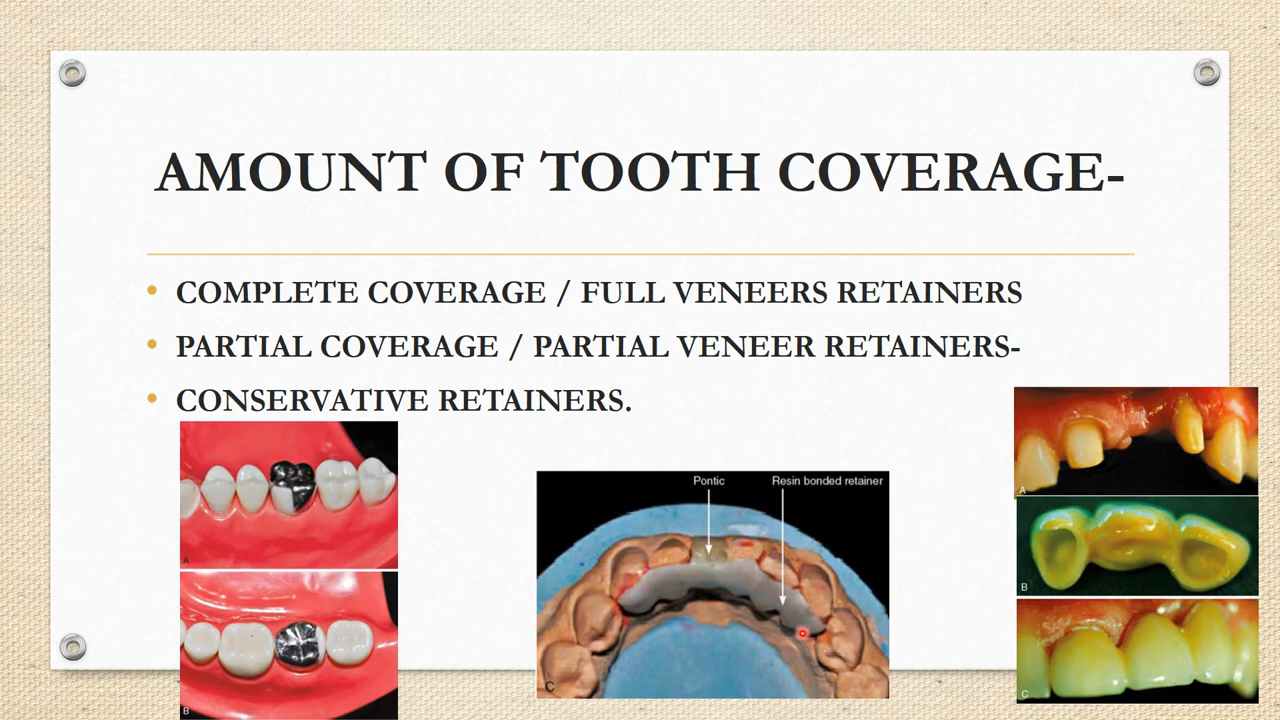 AMOUNT OF TOOTH COVERAGE-
• COMPLETE COVERAGE / FULL VENEERS RETAINERS
• PARTIAL COVERAGE / PARTIAL VENEER RETAINERS-
• CONSERVATIVE RETAINERS.
A
B
Pontic
Resin bonded retainer
C
A
B
C